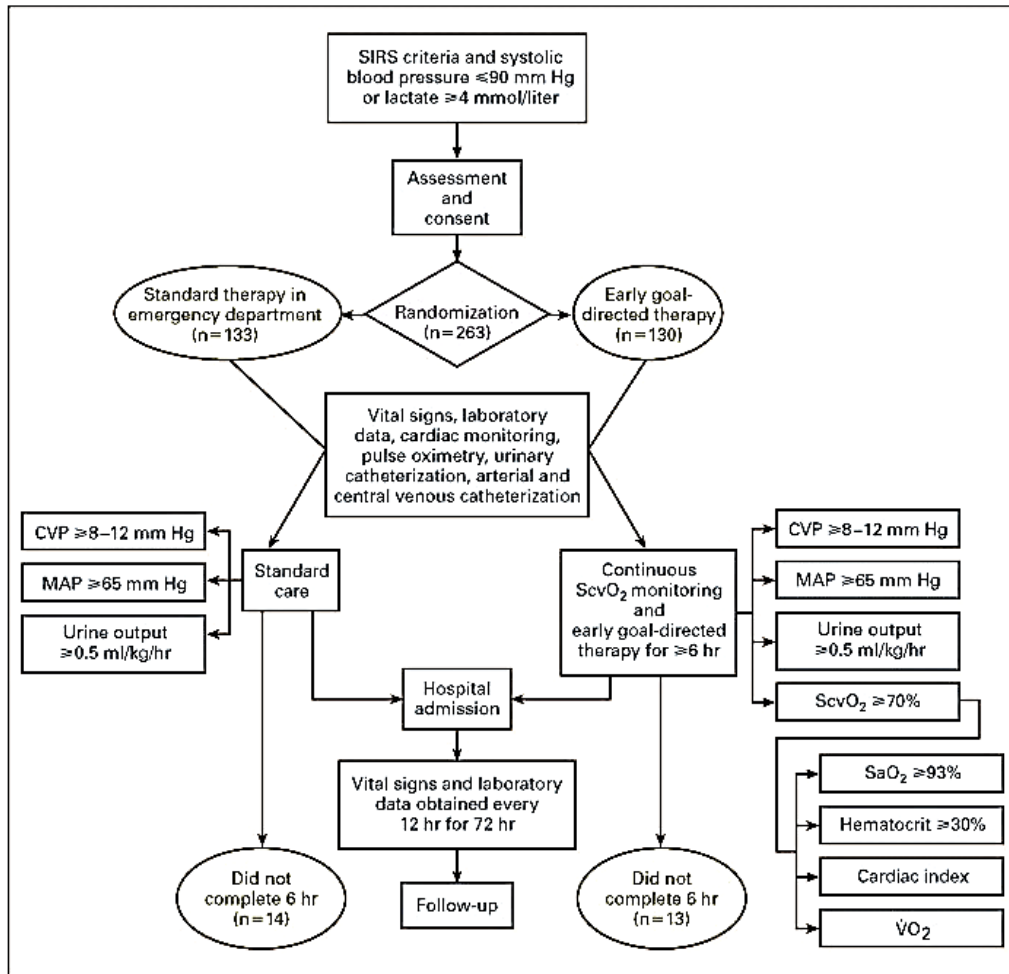 SIRS criteria and systolic
blood pressure ≤90 mm Hg
or lactate ≥4 mmol/liter
Assessment
and
consent
Standard therapy in
emergency department
(n=133)
Randomization
(n=263)
Early goal-
directed therapy
(n=130)
Vital signs, laboratory
data, cardiac monitoring,
pulse oximetry, urinary
catheterization, arterial and
central venous catheterization
CVP ≥8–12 mm Hg
MAP ≥65 mm Hg
Urine output
≥0.5 ml/kg/hr
Standard
care
Continuous
ScvO₂ monitoring
and
early goal-directed
therapy for ≥6 hr
CVP ≥8–12 mm Hg
MAP ≥65 mm Hg
Urine output
≥0.5 ml/kg/hr
ScvO₂ ≥70%
Hospital
admission
SaO₂ ≥93%
Hematocrit ≥30%
Cardiac index
V̇O₂
Vital signs and laboratory
data obtained every
12 hr for 72 hr
Did not
complete 6 hr
(n=14)
Follow-up
Did not
complete 6 hr
(n=13)